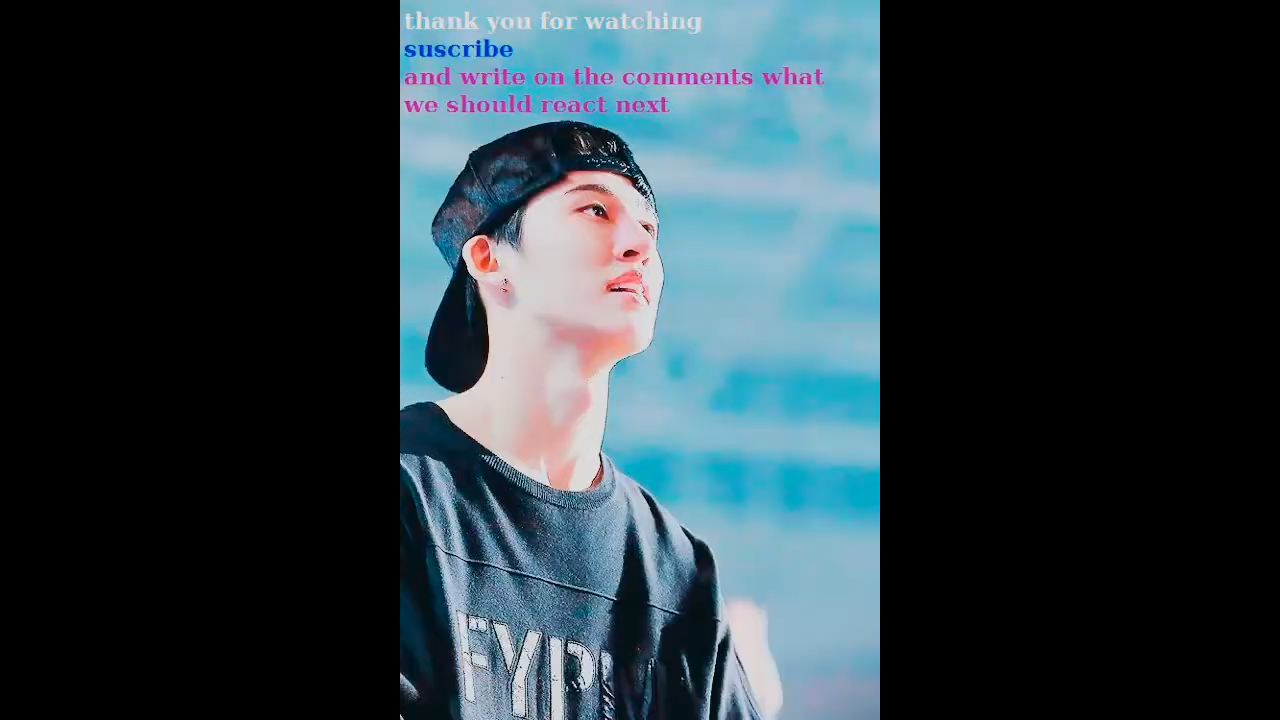 thank you for watching
suscribe
and write on the comments what
we should react next